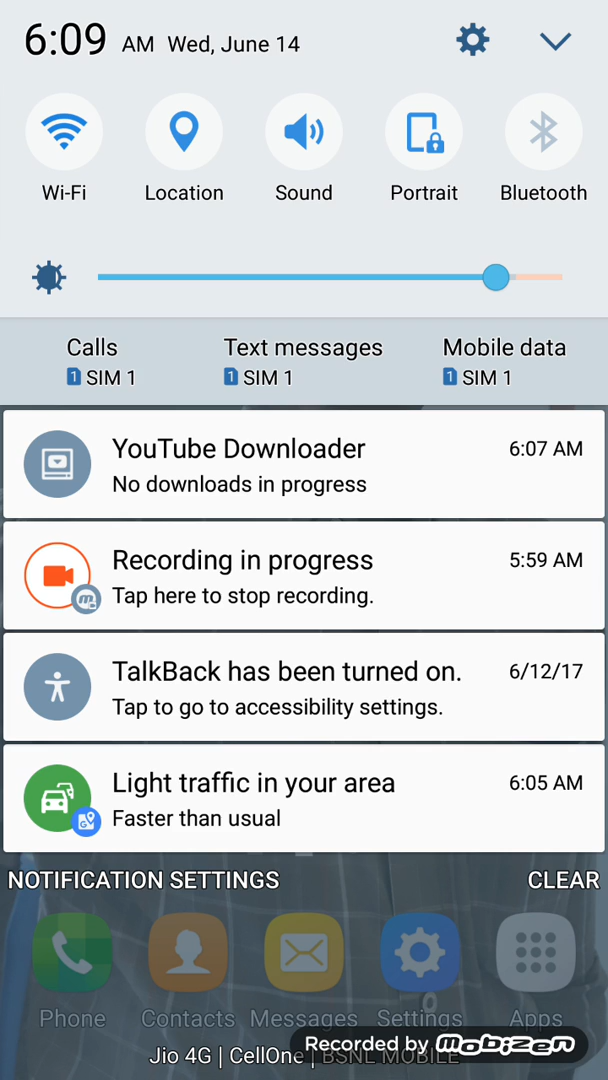 6:09 AM Wed, June 14
Wi-Fi Location Sound Portrait Bluetooth
Calls Text messages Mobile data
1 SIM 1 1 SIM 1 1 SIM 1
YouTube Downloader 6:07 AM
No downloads in progress
Recording in progress 5:59 AM
m
Tap here to stop recording.
TalkBack has been turned on. 6/12/17
Tap to go to accessibility settings.
Light traffic in your area 6:05 AM
G
Faster than usual
NOTIFICATION SETTINGS CLEAR
Phone Contacts Messages Settings Apps
Recorded by Mobizen
Jio 4G | CellOne | BSNL MOBILE